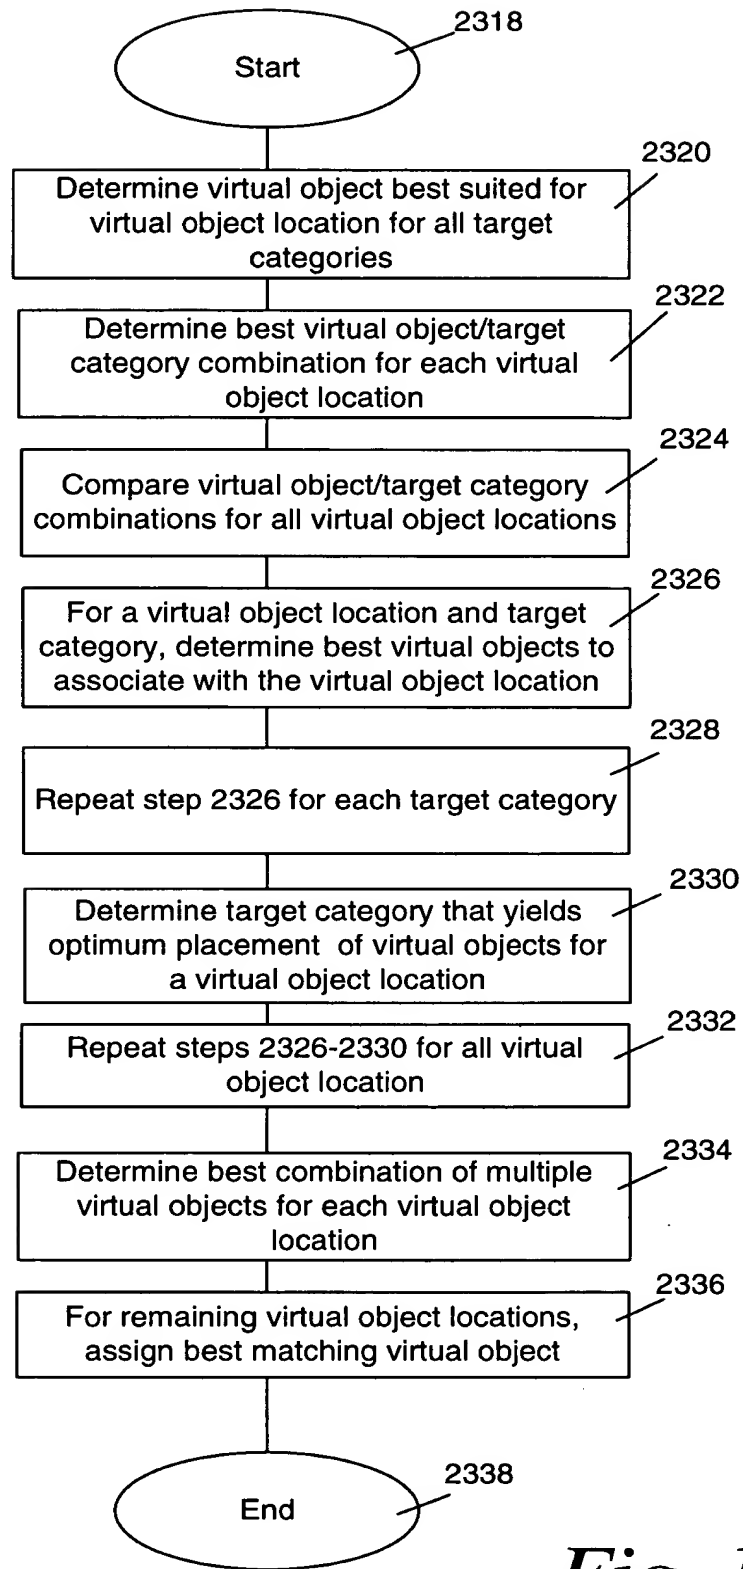 2318
Start
2320
Determine virtual object best suited for
virtual object location for all target
categories
2322
Determine best virtual object/target
category combination for each virtual
object location
2324
Compare virtual object/target category
combinations for all virtual object locations
2326
For a virtual object location and target
category, determine best virtual objects to
associate with the virtual object location
2328
Repeat step 2326 for each target category
2330
Determine target category that yields
optimum placement of virtual objects for
a virtual object location
2332
Repeat steps 2326-2330 for all virtual
object location
2334
Determine best combination of multiple
virtual objects for each virtual object
location
2336
For remaining virtual object locations,
assign best matching virtual object
2338
End